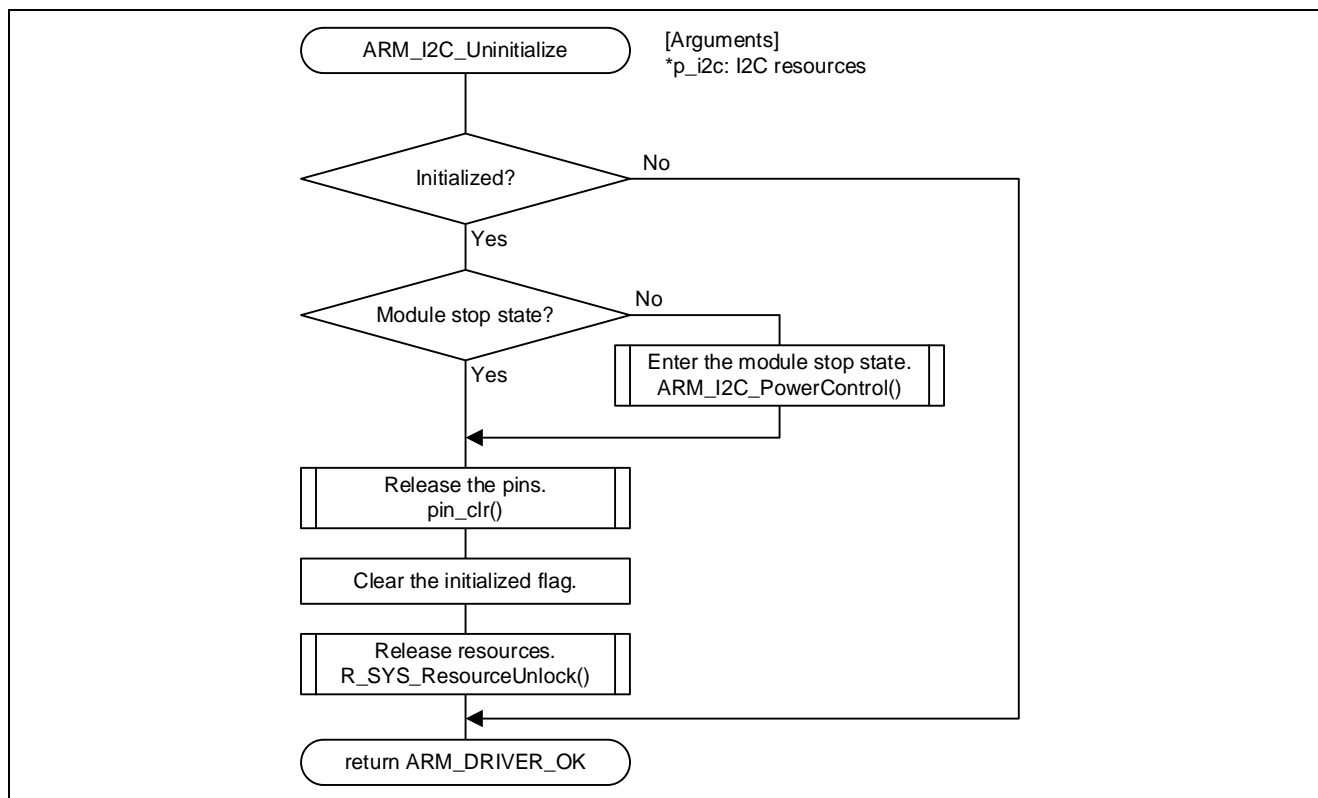 ARM_I2C_Uninitialize
[Arguments]
*p_i2c: I2C resources
Initialized?
No
Yes
Module stop state?
No
Yes
Enter the module stop state.
ARM_I2C_PowerControl()
Release the pins.
pin_clr()
Clear the initialized flag.
Release resources.
R_SYS_ResourceUnlock()
return ARM_DRIVER_OK